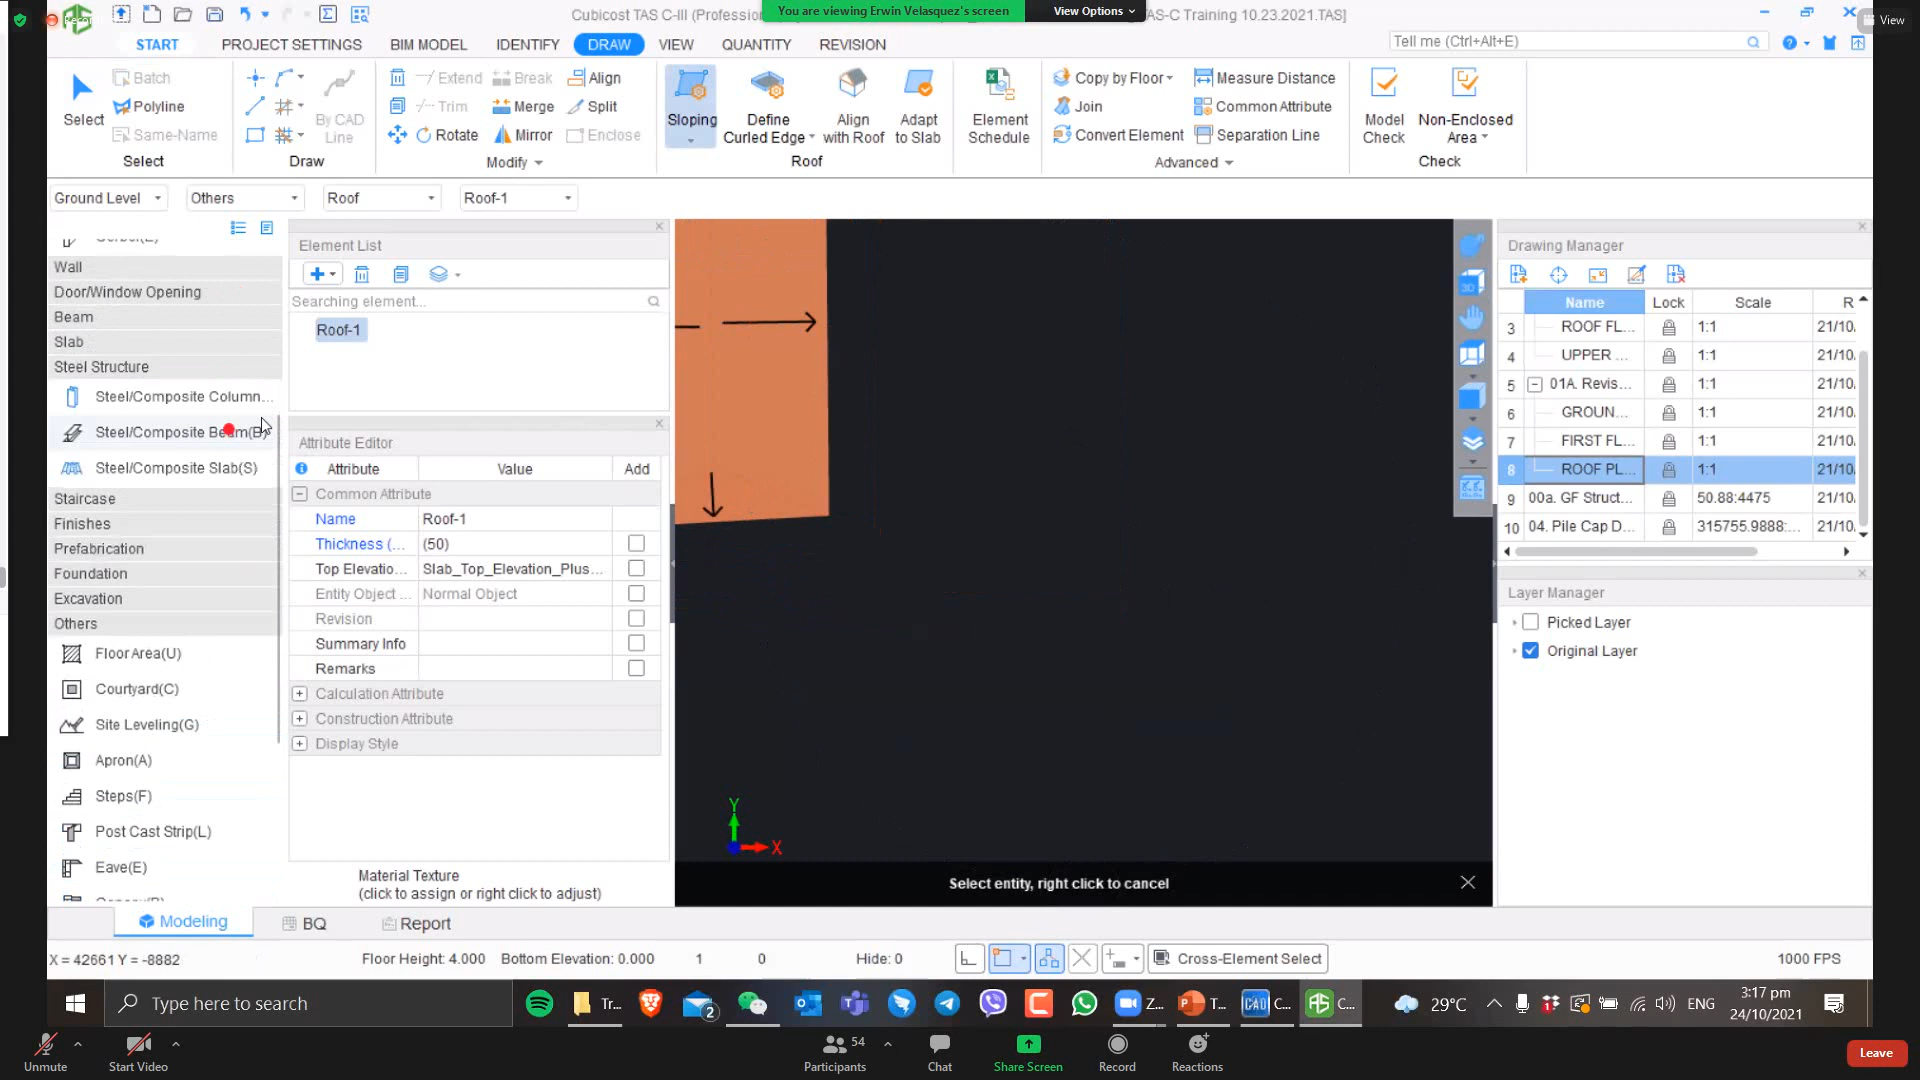 Cubicost TAS C-III (Profession
You are viewing Erwin Velasquez's screen
View Options
AS-C Training 10.23.2021.TAS]
View
START
PROJECT SETTINGS
BIM MODEL
IDENTIFY
DRAW
VIEW
QUANTITY
REVISION
Tell me (Ctrl+Alt+E)
Select
Batch
Polyline
Same-Name
Select
By CAD
Line
Draw
Extend
Break
Align
Trim
Merge
Split
Rotate
Mirror
Enclose
Modify
Sloping
Define
Curled Edge
Align
with Roof
Adapt
to Slab
Roof
Element
Schedule
Copy by Floor
Measure Distance
Join
Common Attribute
Convert Element
Separation Line
Advanced
Model
Check
Non-Enclosed
Area
Check
Ground Level
Others
Roof
Roof-1
Wall
Door/Window Opening
Beam
Slab
Steel Structure
Steel/Composite Column...
Steel/Composite Beam(B)
Steel/Composite Slab(S)
Staircase
Finishes
Prefabrication
Foundation
Excavation
Others
Floor Area(U)
Courtyard(C)
Site Leveling(G)
Apron(A)
Steps(F)
Post Cast Strip(L)
Eave(E)
Element List
Searching element...
Roof-1
Attribute Editor
Attribute Value Add
Common Attribute
Name Roof-1
Thickness (... (50)
Top Elevatio... Slab_Top_Elevation_Plus...
Entity Object ... Normal Object
Revision
Summary Info
Remarks
Calculation Attribute
Construction Attribute
Display Style
Material Texture
(click to assign or right click to adjust)
3D
Y
X
Select entity, right click to cancel
Drawing Manager
Name Lock Scale R
3 ROOF FL... 1:1 21/10/
4 UPPER ... 1:1 21/10/
5 01A. Revis... 1:1 21/10/
6 GROUN... 1:1 21/10/
7 FIRST FL... 1:1 21/10/
8 ROOF PL... 1:1 21/10/
9 00a. GF Struct... 50.88:4475 21/10/
10 04. Pile Cap D... 315755.9888:... 21/10/
Layer Manager
Picked Layer
Original Layer
Modeling
BQ
Report
X = 42661 Y = -8882
Floor Height: 4.000
Bottom Elevation: 0.000
1
0
Hide: 0
Cross-Element Select
1000 FPS
Type here to search
Tr...
2
Z...
T...
CAD
C...
C...
29°C
ENG
3:17 pm
24/10/2021
Unmute
Start Video
54
Participants
Chat
Share Screen
Record
Reactions
Leave